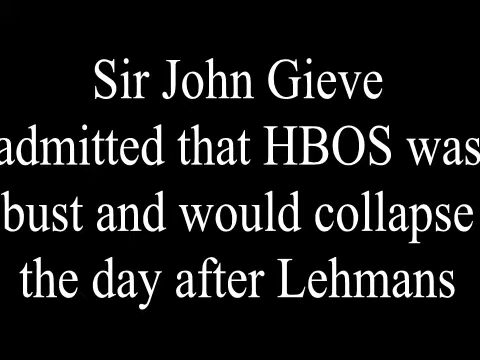 Sir John Gieve
admitted that HBOS was
bust and would collapse
the day after Lehmans